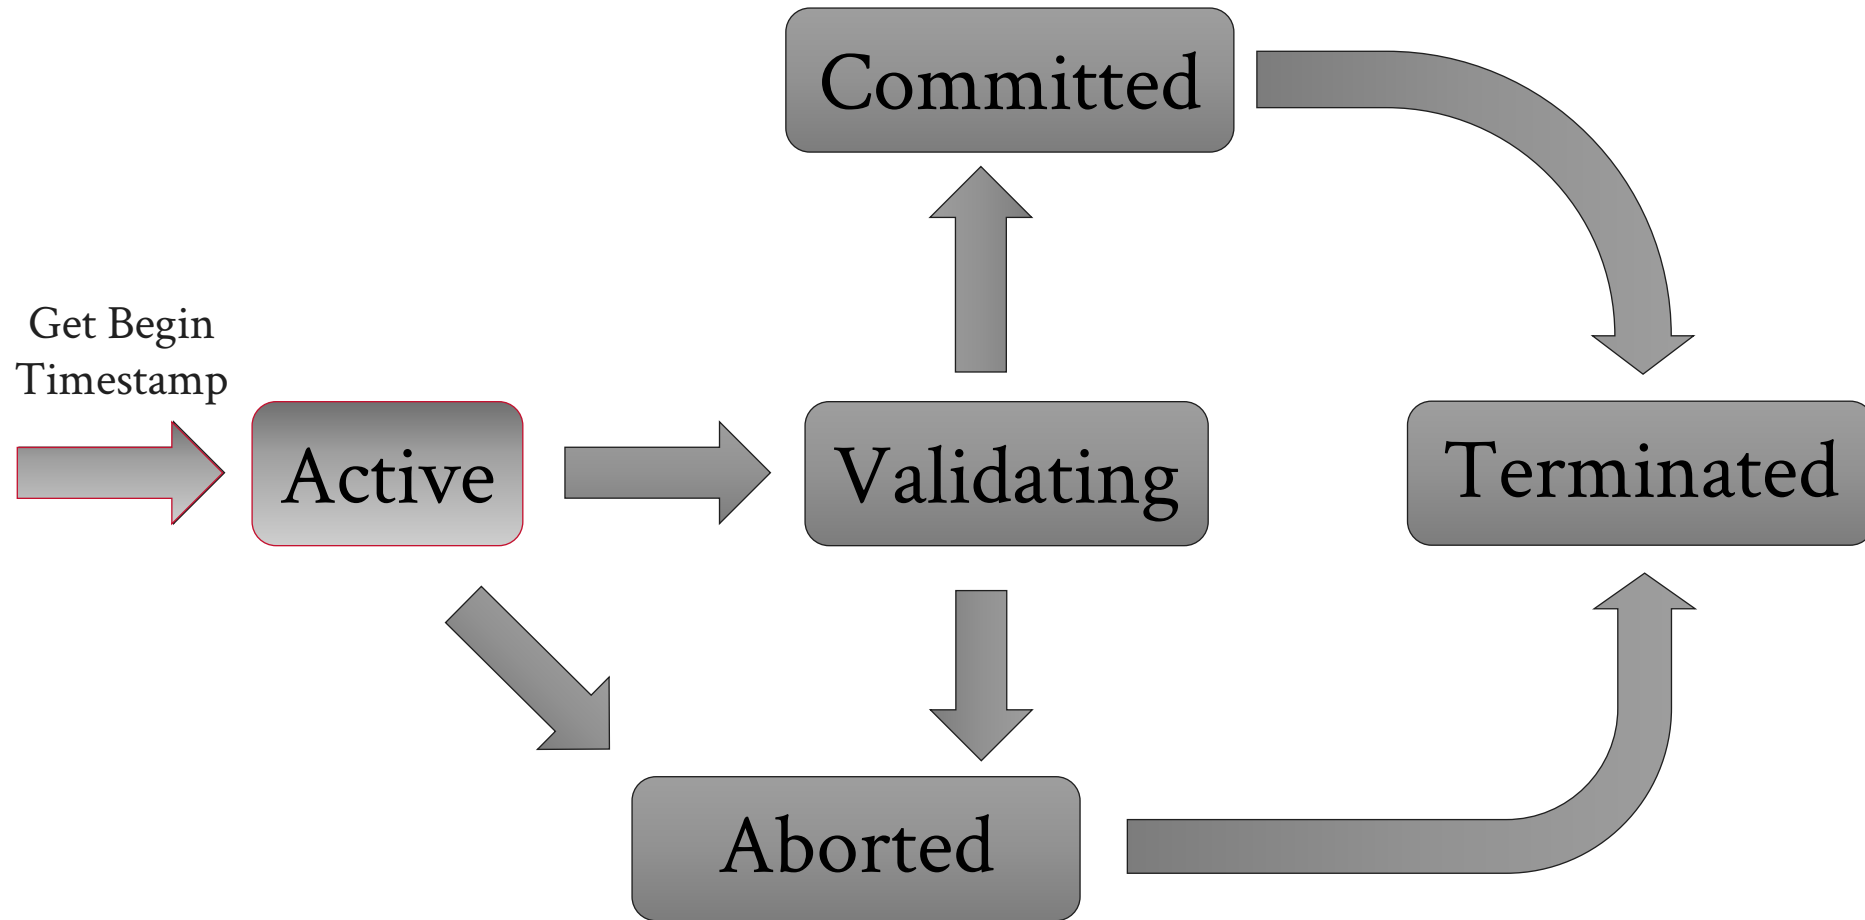 Committed
Get Begin
Timestamp
Active
Validating
Terminated
Aborted